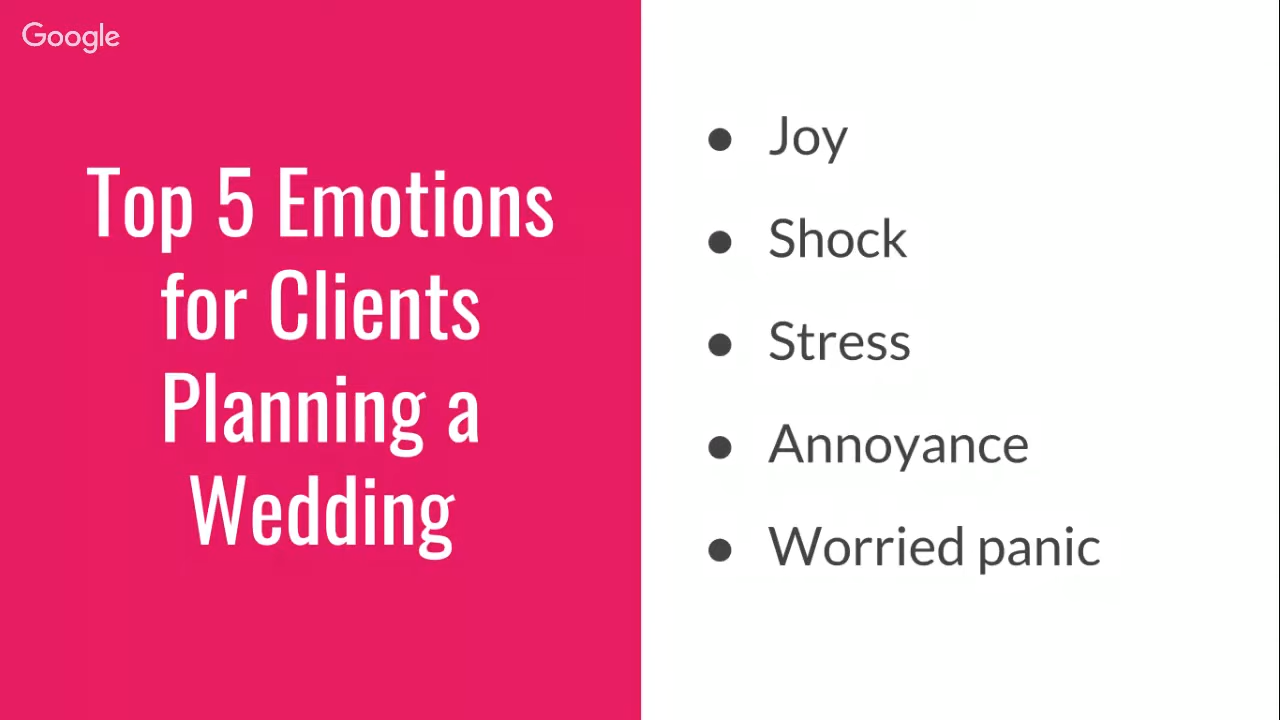 Google
Top 5 Emotions
for Clients
Planning a
Wedding
● Joy
● Shock
● Stress
● Annoyance
● Worried panic